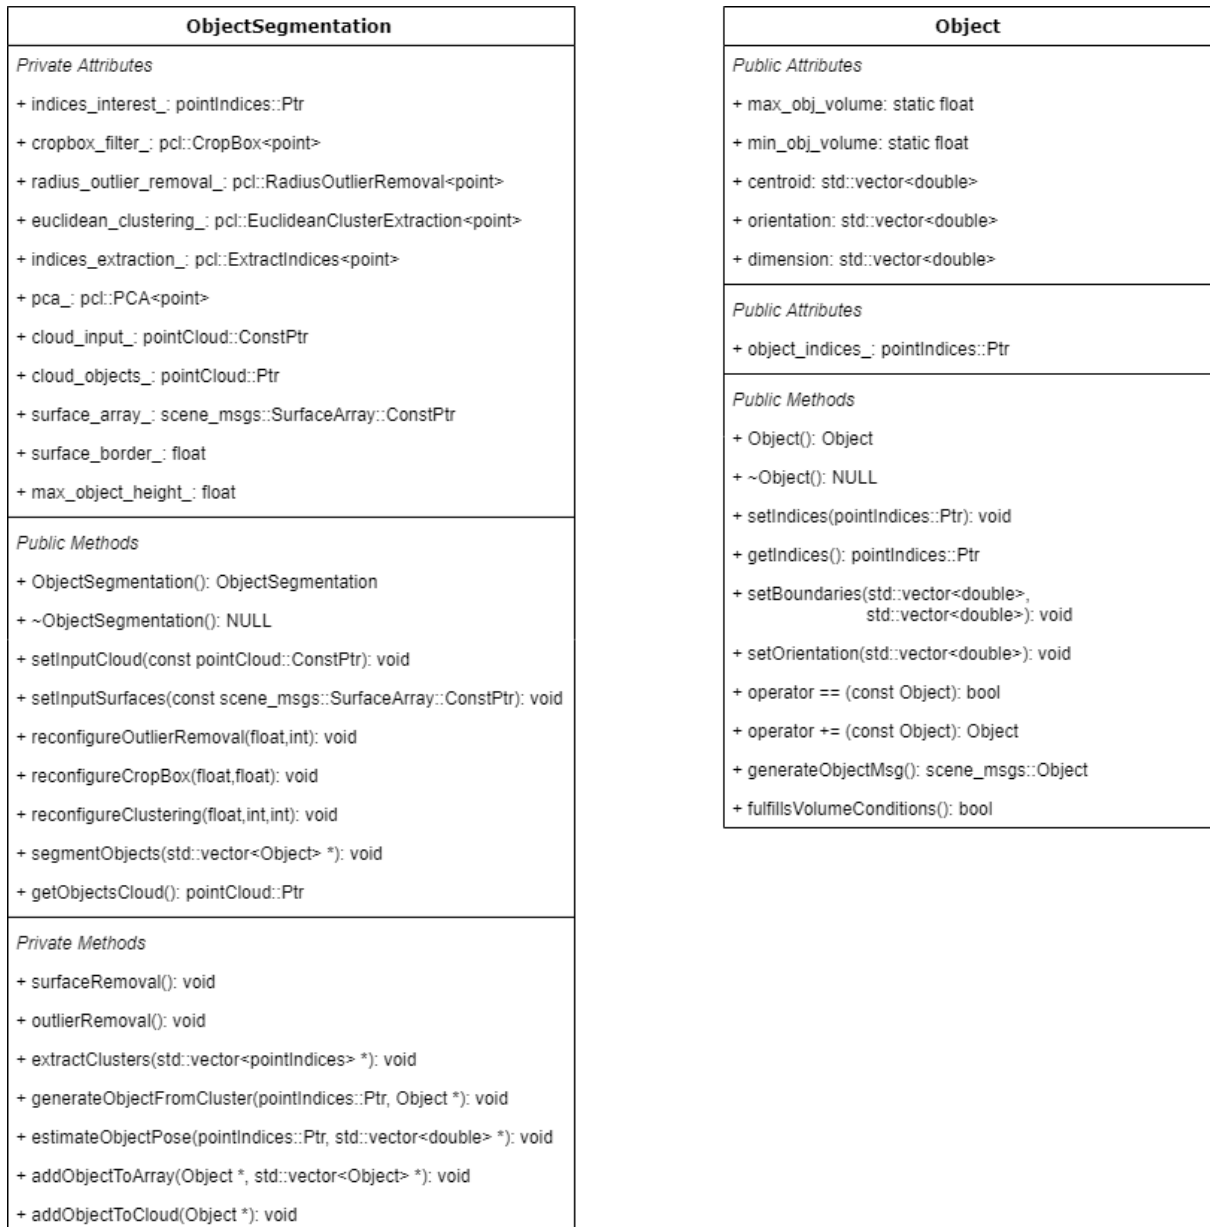 ObjectSegmentation
Private Attributes
+ indices_interest_: pointIndices::Ptr
+ cropbox_filter_: pcl::CropBox<point>
+ radius_outlier_removal_: pcl::RadiusOutlierRemoval<point>
+ euclidean_clustering_: pcl::EuclideanClusterExtraction<point>
+ indices_extraction_: pcl::ExtractIndices<point>
+ pca_: pcl::PCA<point>
+ cloud_input_: pointCloud::ConstPtr
+ cloud_objects_: pointCloud::Ptr
+ surface_array_: scene_msgs::SurfaceArray::ConstPtr
+ surface_border_: float
+ max_object_height_: float
Public Methods
+ ObjectSegmentation(): ObjectSegmentation
+ ~ObjectSegmentation(): NULL
+ setInputCloud(const pointCloud::ConstPtr): void
+ setInputSurfaces(const scene_msgs::SurfaceArray::ConstPtr): void
+ reconfigureOutlierRemoval(float,int): void
+ reconfigureCropBox(float,float): void
+ reconfigureClustering(float,int,int): void
+ segmentObjects(std::vector<Object> *): void
+ getObjectsCloud(): pointCloud::Ptr
Private Methods
+ surfaceRemoval(): void
+ outlierRemoval(): void
+ extractClusters(std::vector<pointIndices> *): void
+ generateObjectFromCluster(pointIndices::Ptr, Object *): void
+ estimateObjectPose(pointIndices::Ptr, std::vector<double> *): void
+ addObjectToArray(Object *, std::vector<Object> *): void
+ addObjectToCloud(Object *): void
Object
Public Attributes
+ max_obj_volume: static float
+ min_obj_volume: static float
+ centroid: std::vector<double>
+ orientation: std::vector<double>
+ dimension: std::vector<double>
Public Attributes
+ object_indices_: pointIndices::Ptr
Public Methods
+ Object(): Object
+ ~Object(): NULL
+ setIndices(pointIndices::Ptr): void
+ getIndices(): pointIndices::Ptr
+ setBoundaries(std::vector<double>,
std::vector<double>): void
+ setOrientation(std::vector<double>): void
+ operator == (const Object): bool
+ operator += (const Object): Object
+ generateObjectMsg(): scene_msgs::Object
+ fulfillsVolumeConditions(): bool